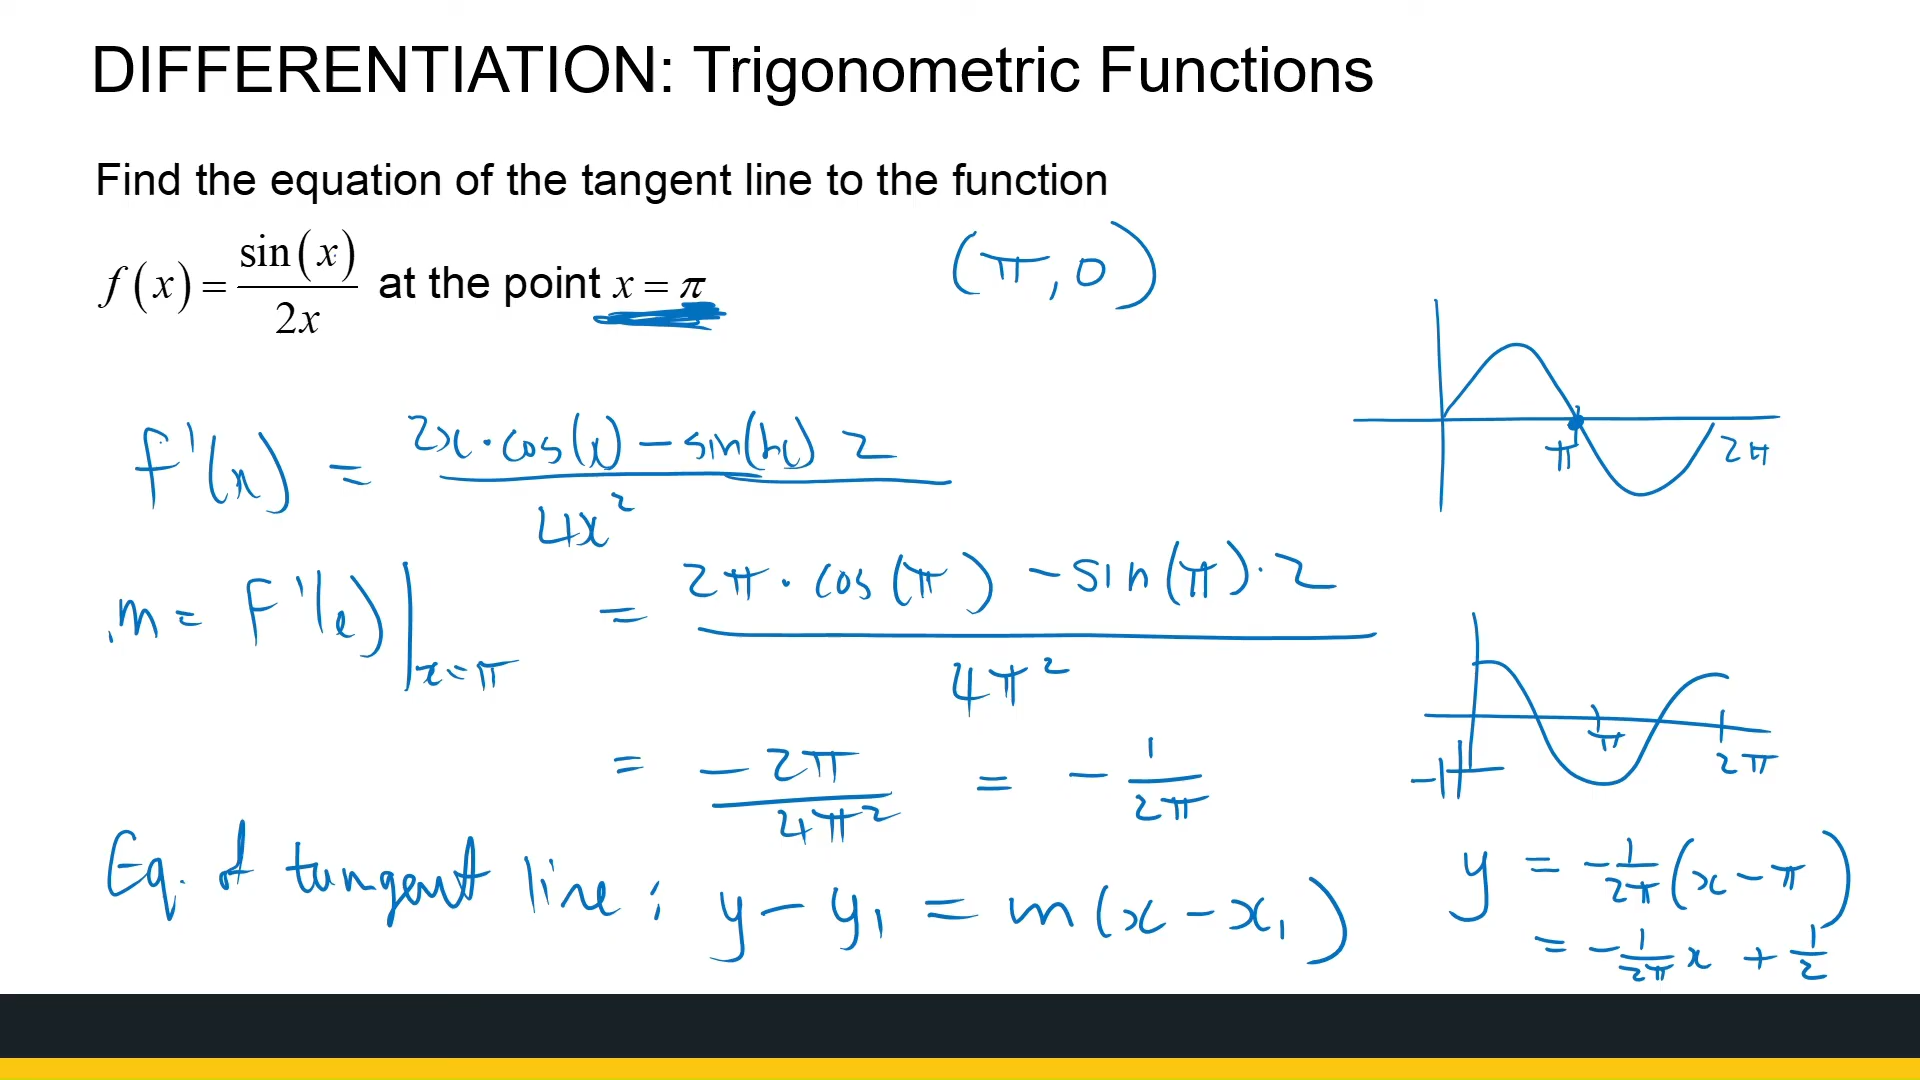 DIFFERENTIATION: Trigonometric Functions
Find the equation of the tangent line to the function
f(x) = sin(x)/2x at the point x = π
(π, 0)
π 2π
f'(x) = (2x·cos(x) − sin(x) 2)/4x²
m = f'(x)|x=π = (2π·cos(π) − sin(π)·2)/4π²
= −2π/4π² = −1/2π
−1 π 2π
Eq. of tangent line: y − y₁ = m(x − x₁)
y = −1/2π (x − π)
= −1/2π x + 1/2